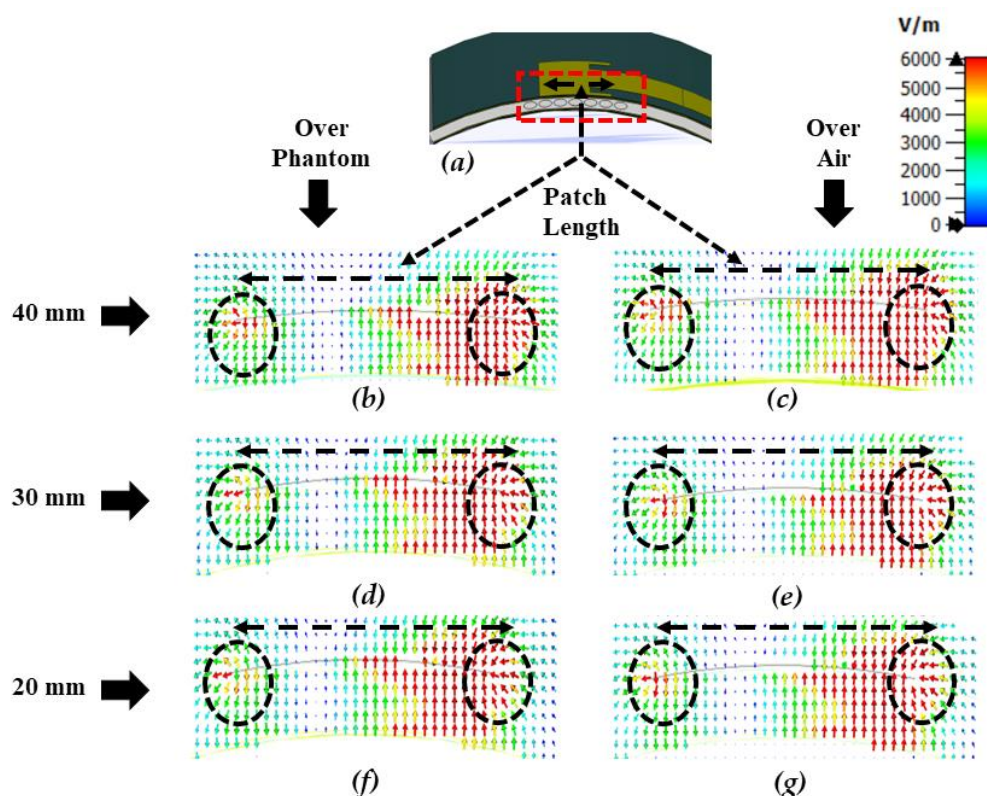 V/m
6000
5000
4000
3000
2000
1000
0
(a)
Over
Phantom
Over
Air
Patch
Length
40 mm
(b)
(c)
30 mm
(d)
(e)
20 mm
(f)
(g)